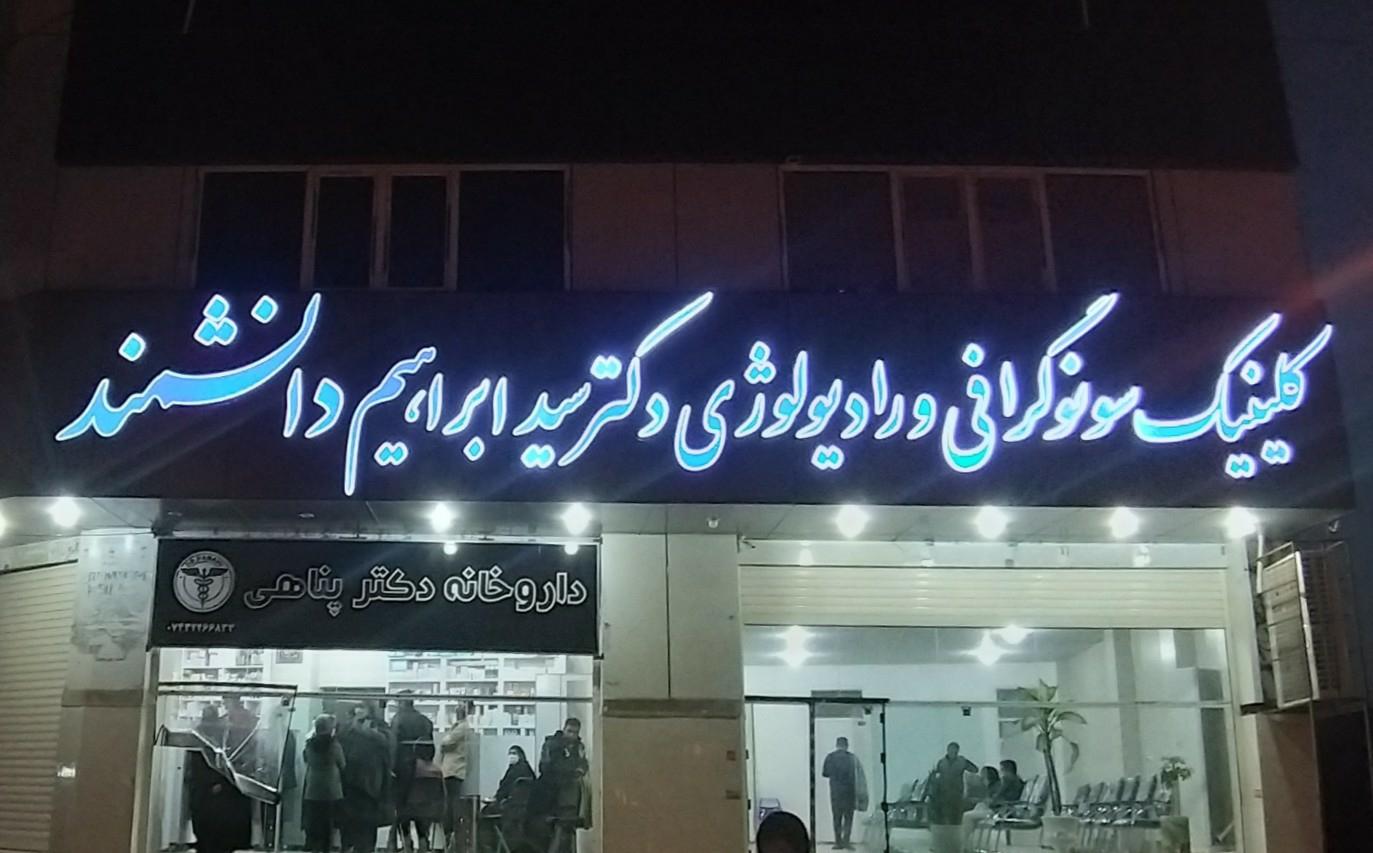 کلینیک سونوگرافی و رادیولوژی دکتر سید ابراهیم دانشمند
داروخانه دکتر پناهی